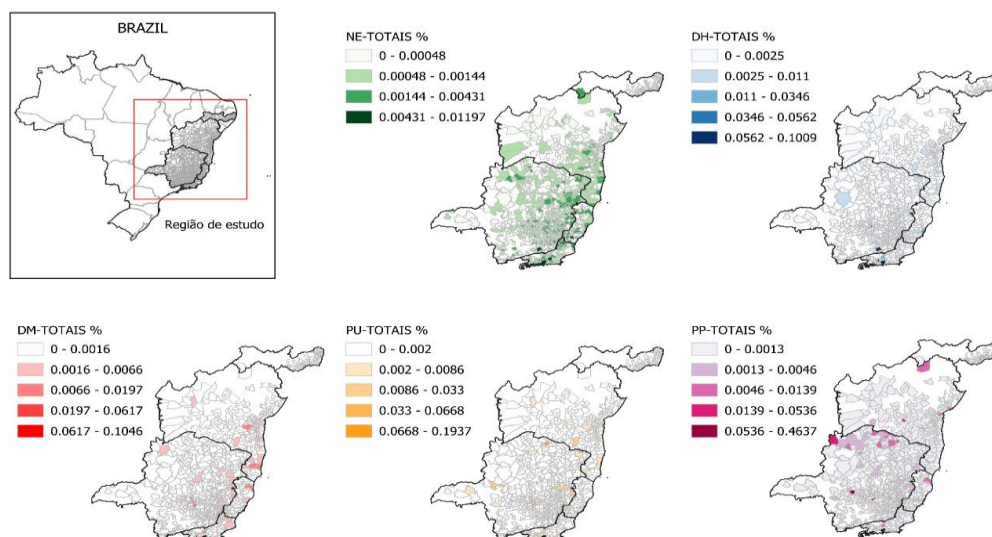 BRAZIL
Região de estudo
NE-TOTAIS %
0 - 0.00048
0.00048 - 0.00144
0.00144 - 0.00431
0.00431 - 0.01197
DH-TOTAIS %
0 - 0.0025
0.0025 - 0.011
0.011 - 0.0346
0.0346 - 0.0562
0.0562 - 0.1009
DM-TOTAIS %
0 - 0.0016
0.0016 - 0.0066
0.0066 - 0.0197
0.0197 - 0.0617
0.0617 - 0.1046
PU-TOTAIS %
0 - 0.002
0.002 - 0.0086
0.0086 - 0.033
0.033 - 0.0668
0.0668 - 0.1937
PP-TOTAIS %
0 - 0.0013
0.0013 - 0.0046
0.0046 - 0.0139
0.0139 - 0.0536
0.0536 - 0.4637